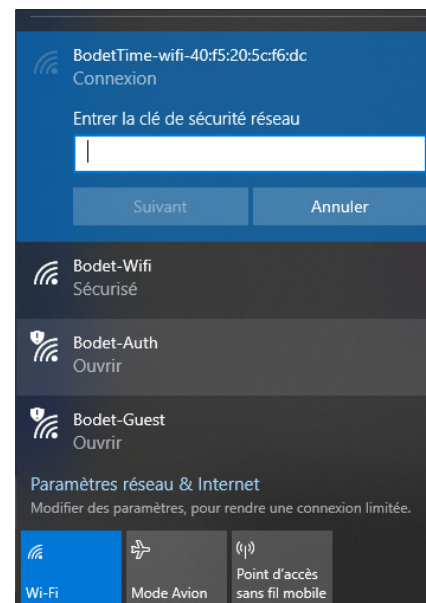 BodetTime-wifi-40:f5:20:5c:f6:dc
Connexion
Entrer la clé de sécurité réseau
Suivant
Annuler
Bodet-Wifi
Sécurisé
Bodet-Auth
Ouvrir
Bodet-Guest
Ouvrir
Paramètres réseau & Internet
Modifier des paramètres, pour rendre une connexion limitée.
Wi-Fi
Mode Avion
Point d'accès
sans fil mobile